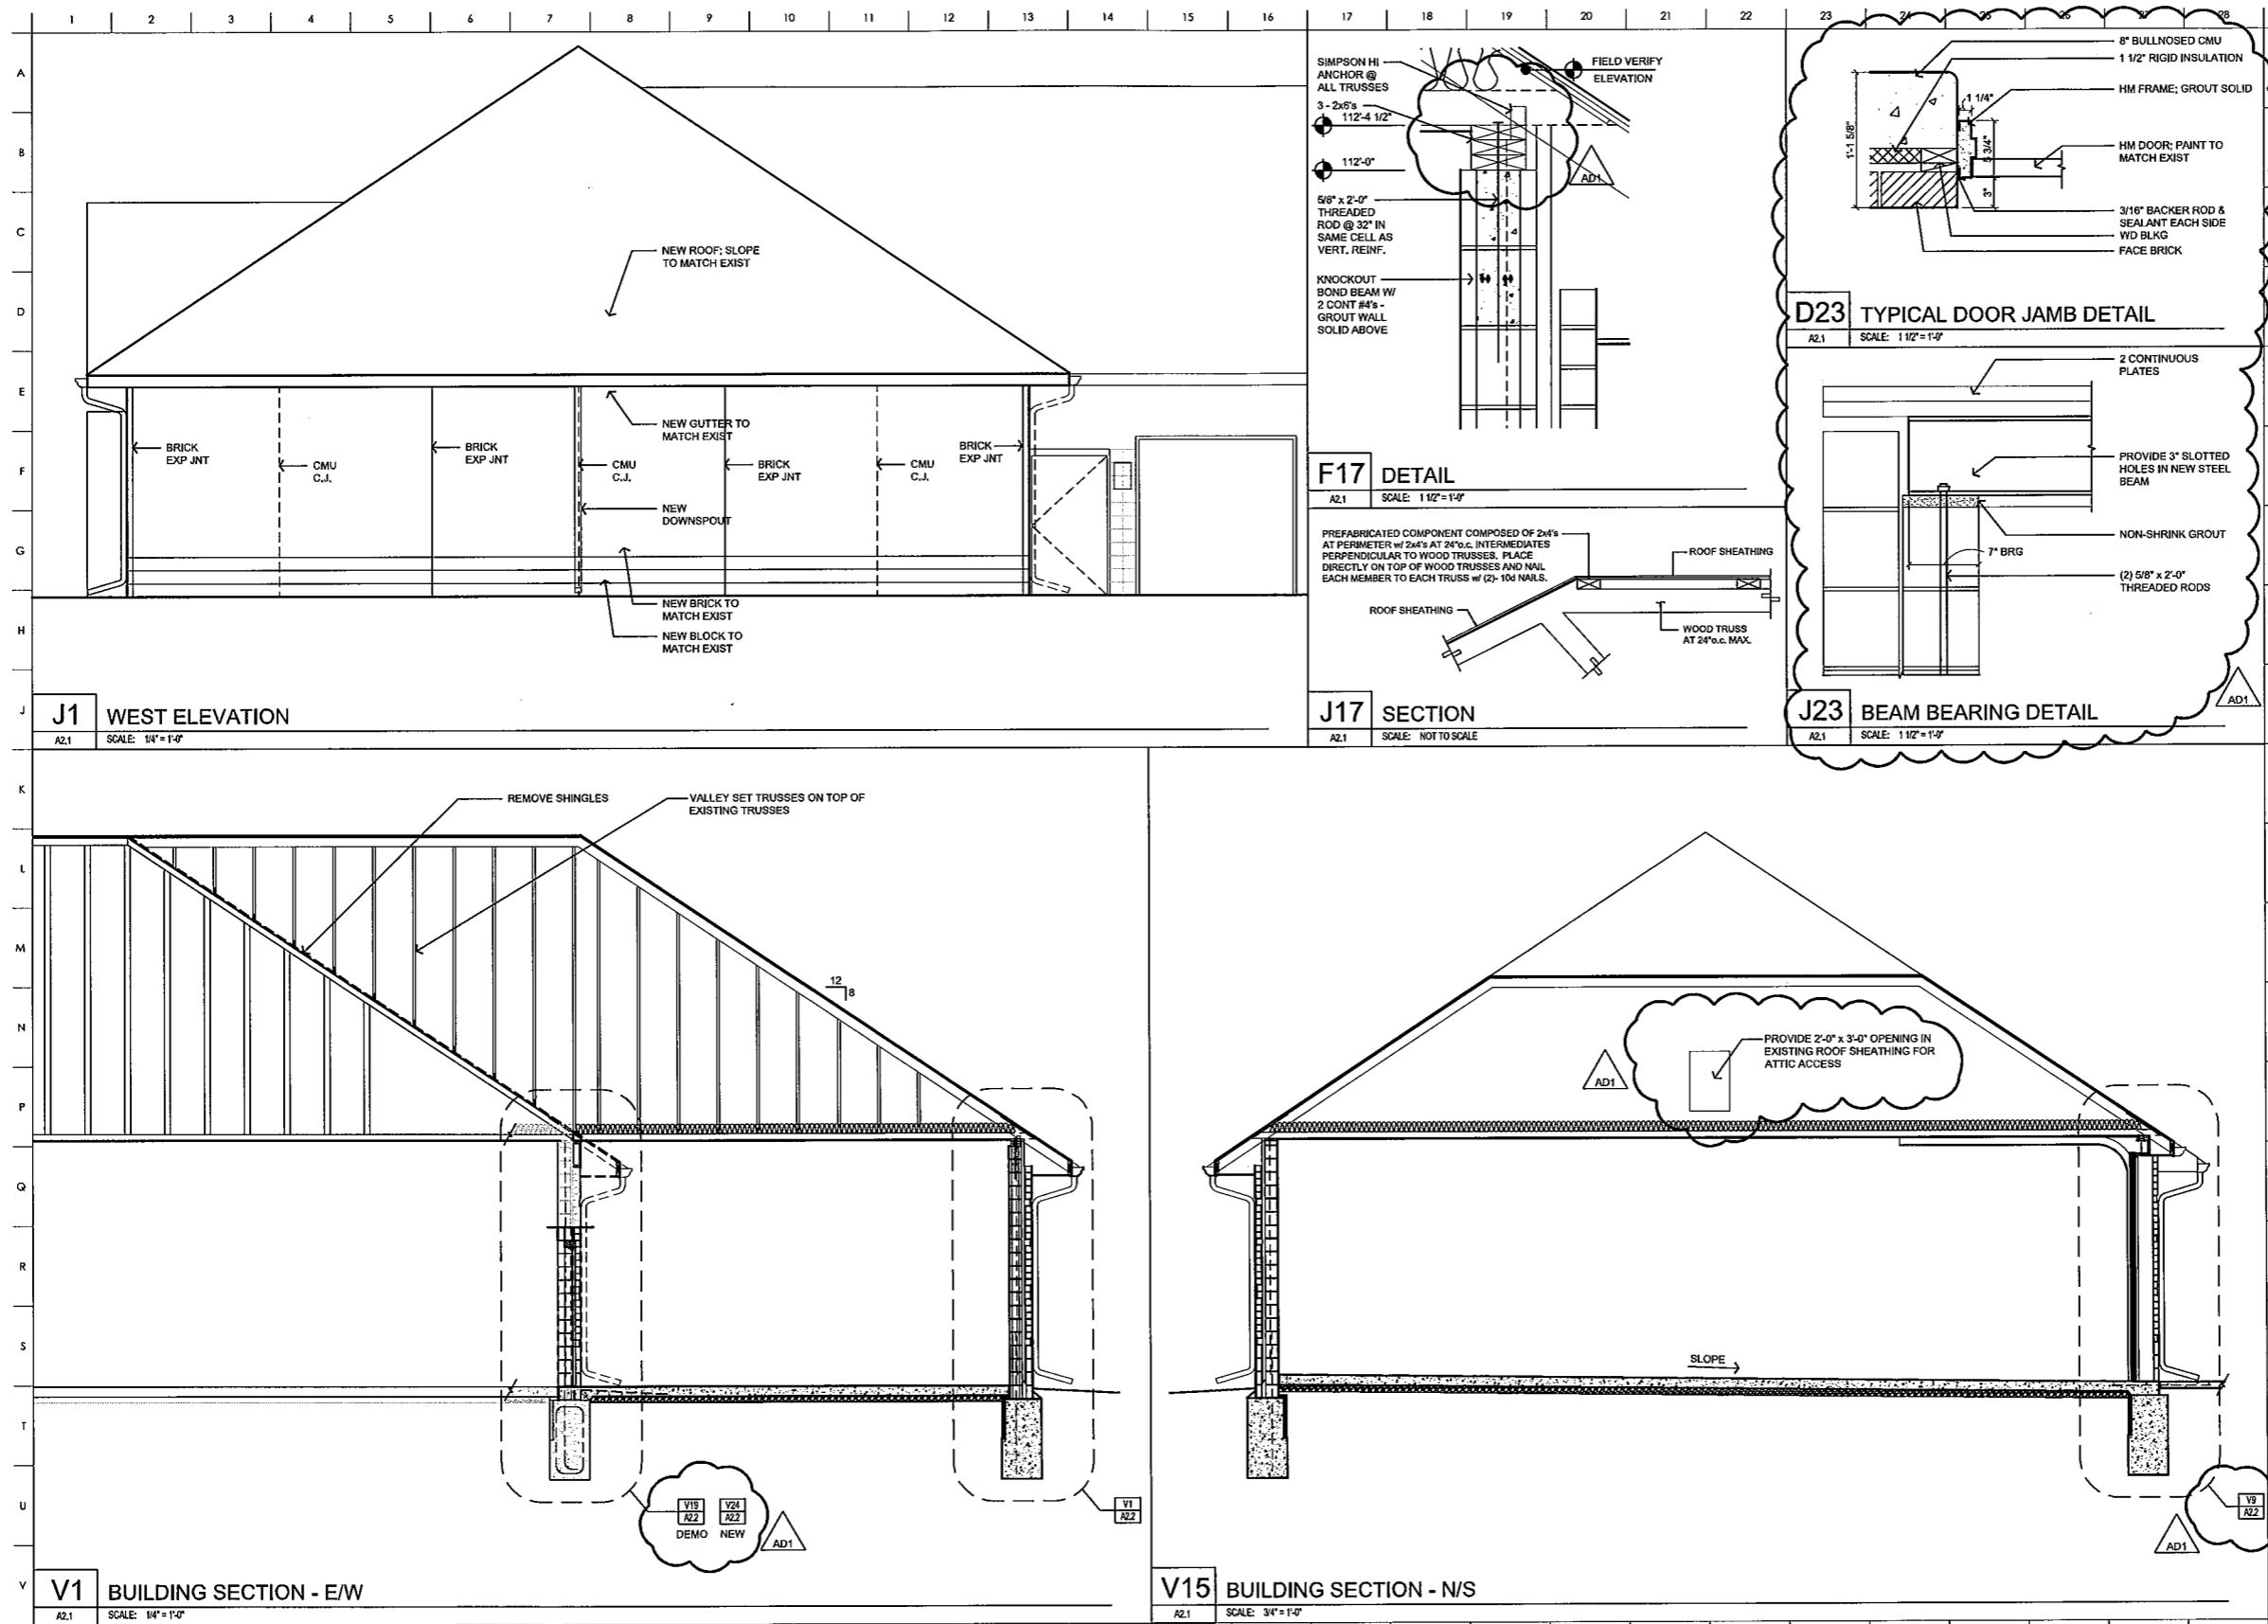 1 2 3 4 5 6 7 8 9 10 11 12 13 14 15 16 17 18 19 20 21 22 23 24 25 26 27 28
A
B
C
D
E
F
G
H
J
K
L
M
N
P
Q
R
S
T
U
V
NEW ROOF; SLOPE
TO MATCH EXIST
NEW GUTTER TO
MATCH EXIST
BRICK
EXP JNT
CMU
C.J.
BRICK
EXP JNT
CMU
C.J.
BRICK
EXP JNT
CMU
C.J.
BRICK
EXP JNT
NEW
DOWNSPOUT
NEW BRICK TO
MATCH EXIST
NEW BLOCK TO
MATCH EXIST
J1 WEST ELEVATION
A2.1 SCALE: 1/4" = 1'-0"
SIMPSON HI
ANCHOR @
ALL TRUSSES
3 - 2x6's
112'-4 1/2"
112'-0"
5/8" x 2'-0"
THREADED
ROD @ 32" IN
SAME CELL AS
VERT. REINF.
KNOCKOUT
BOND BEAM W/
2 CONT #4's -
GROUT WALL
SOLID ABOVE
FIELD VERIFY
ELEVATION
AD1
F17 DETAIL
A2.1 SCALE: 1 1/2" = 1'-0"
PREFABRICATED COMPONENT COMPOSED OF 2x4's
AT PERIMETER w/ 2x4's AT 24"o.c. INTERMEDIATES
PERPENDICULAR TO WOOD TRUSSES. PLACE
DIRECTLY ON TOP OF WOOD TRUSSES AND NAIL
EACH MEMBER TO EACH TRUSS w/ (2)- 10d NAILS.
ROOF SHEATHING
ROOF SHEATHING
WOOD TRUSS
AT 24"o.c. MAX.
J17 SECTION
A2.1 SCALE: NOT TO SCALE
8" BULLNOSED CMU
1 1/2" RIGID INSULATION
HM FRAME; GROUT SOLID
1 1/4"
1'-1 5/8"
5 3/4"
3"
HM DOOR; PAINT TO
MATCH EXIST
3/16" BACKER ROD &
SEALANT EACH SIDE
WD BLKG
FACE BRICK
D23 TYPICAL DOOR JAMB DETAIL
A2.1 SCALE: 1 1/2" = 1'-0"
2 CONTINUOUS
PLATES
PROVIDE 3" SLOTTED
HOLES IN NEW STEEL
BEAM
NON-SHRINK GROUT
7" BRG
(2) 5/8" x 2'-0"
THREADED RODS
AD1
J23 BEAM BEARING DETAIL
A2.1 SCALE: 1 1/2" = 1'-0"
REMOVE SHINGLES
VALLEY SET TRUSSES ON TOP OF
EXISTING TRUSSES
12
8
V19 V24
A2.2 A2.2
DEMO NEW
AD1
V1
A2.2
V1 BUILDING SECTION - E/W
A2.1 SCALE: 1/4" = 1'-0"
PROVIDE 2'-0" x 3'-0" OPENING IN
EXISTING ROOF SHEATHING FOR
ATTIC ACCESS
AD1
SLOPE
V9
A2.2
AD1
V15 BUILDING SECTION - N/S
A2.1 SCALE: 3/4" = 1'-0"